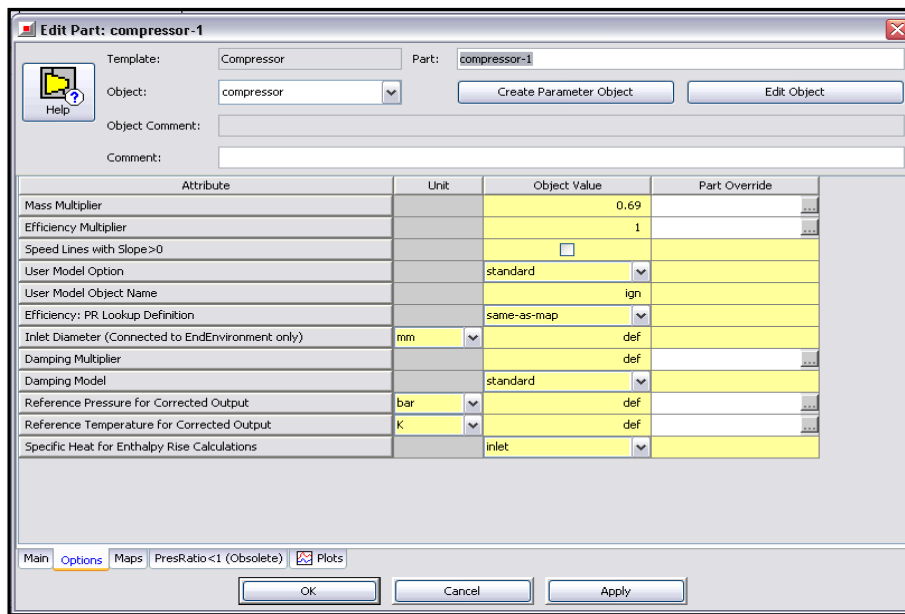 Edit Part: compressor-1
Template: Compressor Part: compressor-1
Help
Object: compressor Create Parameter Object Edit Object
Object Comment:
Comment:
Attribute Unit Object Value Part Override
Mass Multiplier 0.69 ...
Efficiency Multiplier 1 ...
Speed Lines with Slope>0
User Model Option standard
User Model Object Name ign
Efficiency: PR Lookup Definition same-as-map
Inlet Diameter (Connected to EndEnvironment only) mm def
Damping Multiplier def ...
Damping Model standard
Reference Pressure for Corrected Output bar def ...
Reference Temperature for Corrected Output K def ...
Specific Heat for Enthalpy Rise Calculations inlet
Main Options Maps PresRatio<1 (Obsolete) Plots
OK Cancel Apply